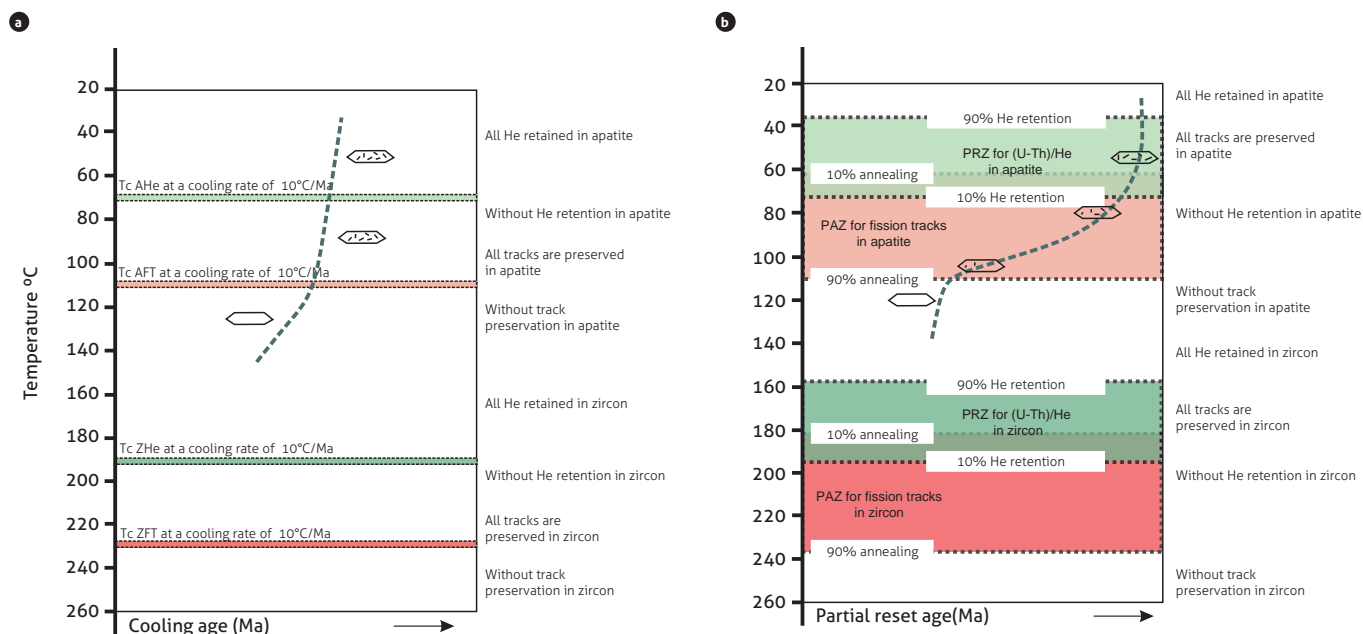 a
Temperature ºC
20
40
60
80
100
120
140
160
180
200
220
240
260
Tc AHe at a cooling rate of 10°C/Ma
Tc AFT at a cooling rate of 10°C/Ma
Tc ZHe at a cooling rate of 10°C/Ma
Tc ZFT at a cooling rate of 10°C/Ma
All He retained in apatite
Without He retention in apatite
All tracks are preserved
in apatite
Without track
preservation in apatite
All He retained in zircon
Without He retention in zircon
All tracks are
preserved in zircon
Without track
preservation in zircon
Cooling age (Ma)
b
20
40
60
80
100
120
140
160
180
200
220
240
260
90% He retention
PRZ for (U-Th)/He
in apatite
10% annealing
10% He retention
PAZ for fission tracks
in apatite
90% annealing
90% He retention
PRZ for (U-Th)/He
in zircon
10% annealing
10% He retention
PAZ for fission tracks
in zircon
90% annealing
All He retained in apatite
All tracks are preserved
in apatite
Without He retention in apatite
Without track
preservation in apatite
All He retained in zircon
All tracks are
preserved in zircon
Without He retention in zircon
Without track
preservation in zircon
Partial reset age(Ma)